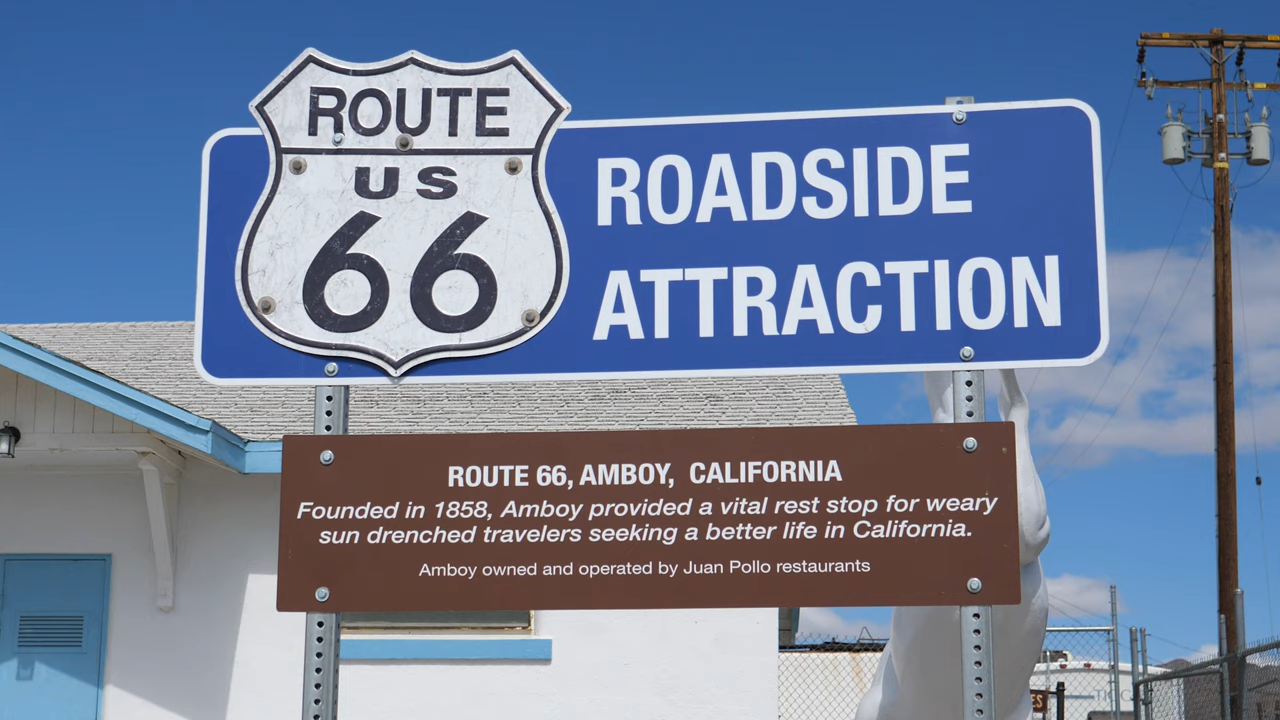 ROUTE
US
66
ROADSIDE
ATTRACTION
ROUTE 66, AMBOY, CALIFORNIA
Founded in 1858, Amboy provided a vital rest stop for weary
sun drenched travelers seeking a better life in California.
Amboy owned and operated by Juan Pollo restaurants